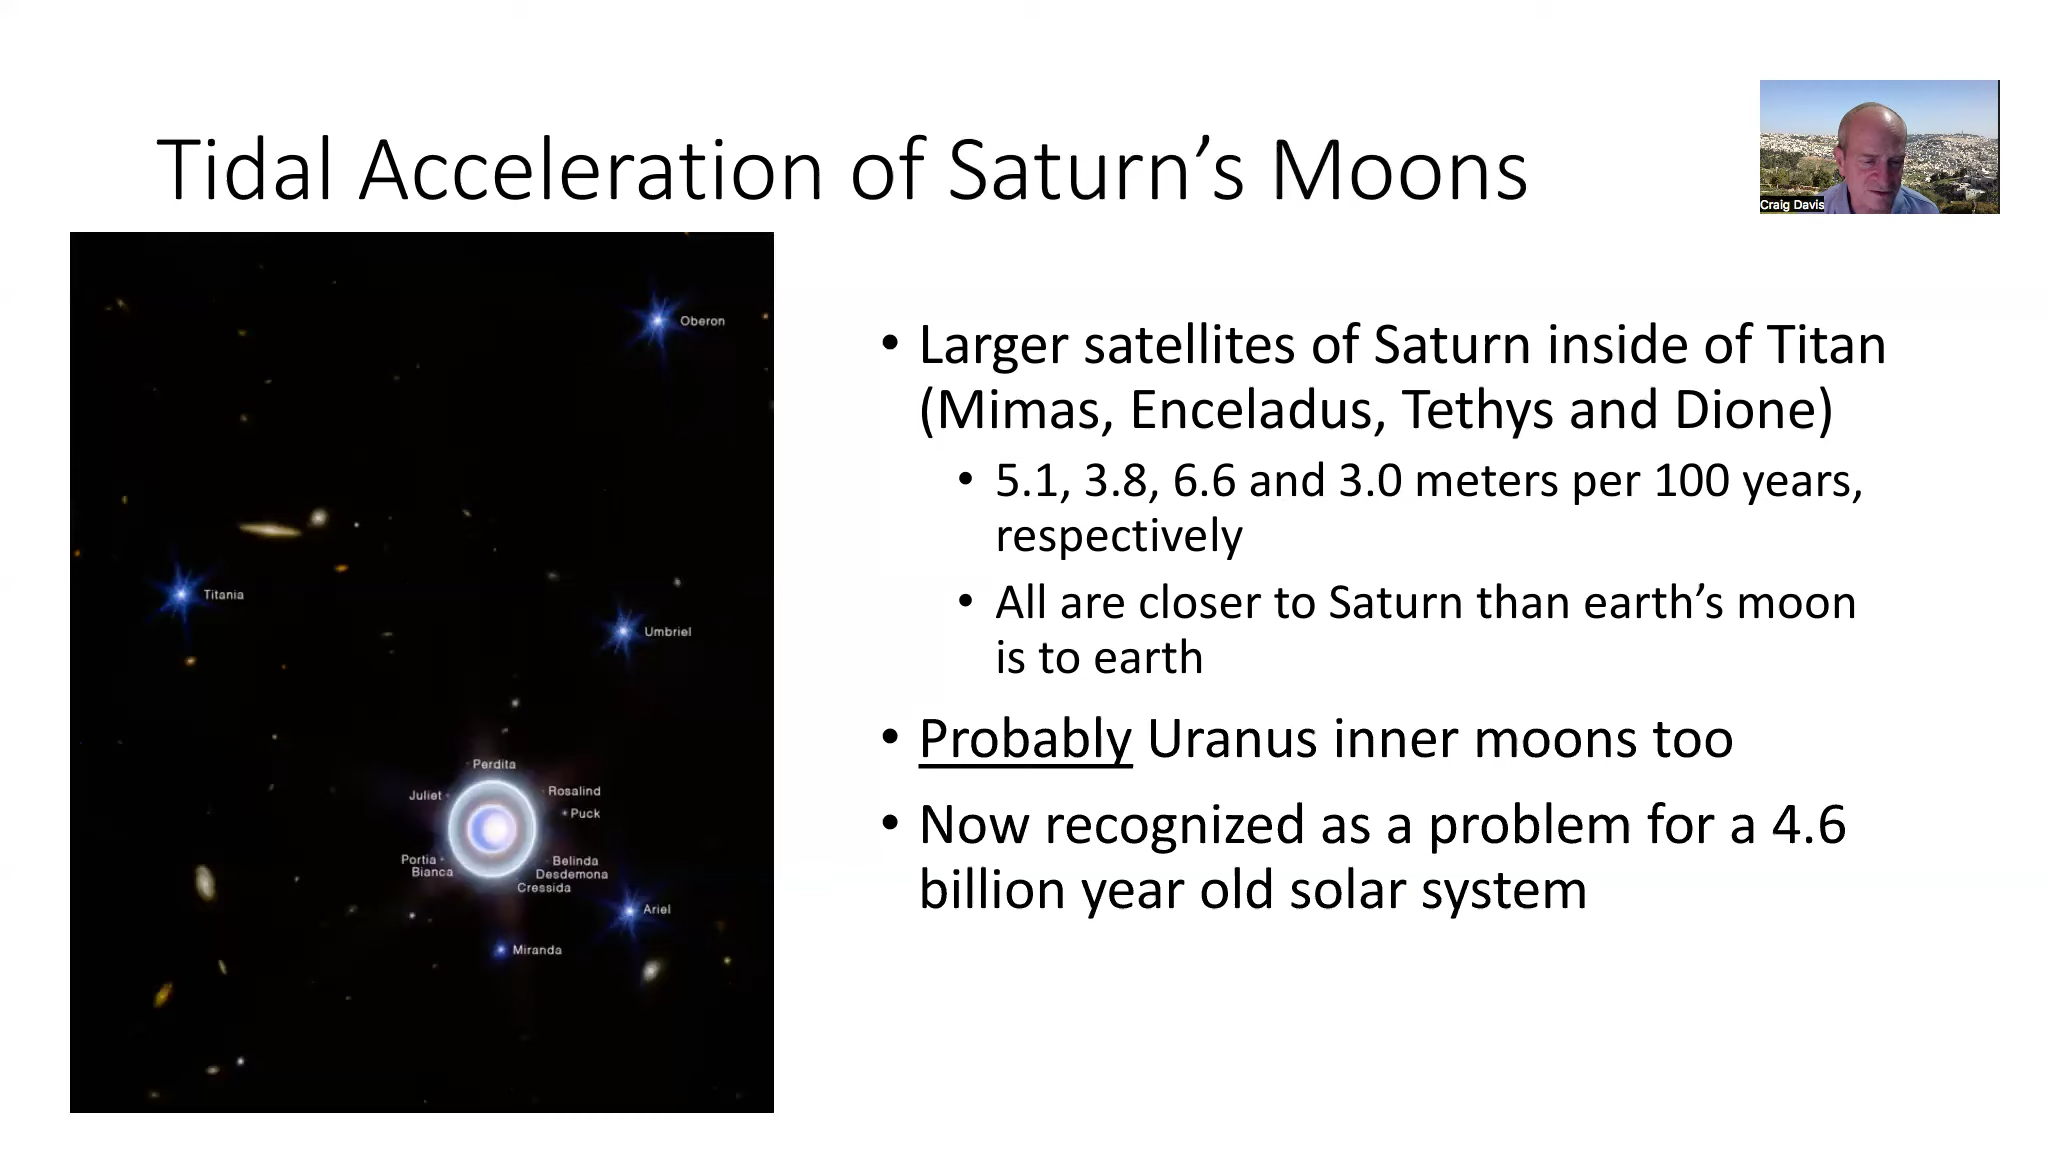 Tidal Acceleration of Saturn’s Moons
Craig Davis
Oberon
Titania
Umbriel
Perdita
Juliet
Rosalind
Puck
Portia
Belinda
Bianca
Desdemona
Cressida
Ariel
Miranda
• Larger satellites of Saturn inside of Titan
(Mimas, Enceladus, Tethys and Dione)
• 5.1, 3.8, 6.6 and 3.0 meters per 100 years,
respectively
• All are closer to Saturn than earth’s moon
is to earth
• Probably Uranus inner moons too
• Now recognized as a problem for a 4.6
billion year old solar system